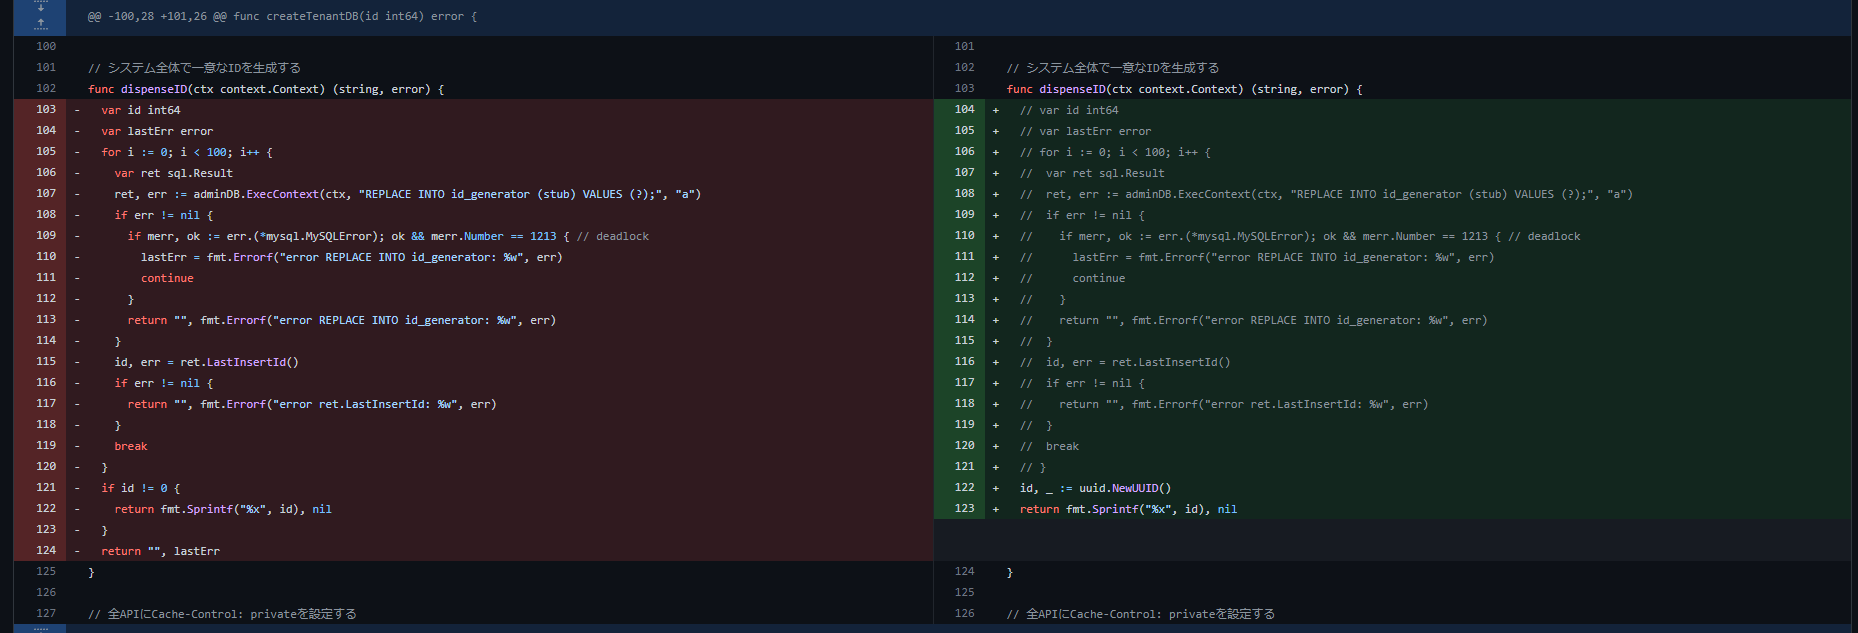 @@ -100,28 +101,26 @@ func createTenantDB(id int64) error {
100
101 // システム全体で一意なIDを生成する
102 func dispenseID(ctx context.Context) (string, error) {
103 - var id int64
104 - var lastErr error
105 - for i := 0; i < 100; i++ {
106 - var ret sql.Result
107 - ret, err := adminDB.ExecContext(ctx, "REPLACE INTO id_generator (stub) VALUES (?);", "a")
108 - if err != nil {
109 - if merr, ok := err.(*mysql.MySQLError); ok && merr.Number == 1213 { // deadlock
110 - lastErr = fmt.Errorf("error REPLACE INTO id_generator: %w", err)
111 - continue
112 - }
113 - return "", fmt.Errorf("error REPLACE INTO id_generator: %w", err)
114 - }
115 - id, err = ret.LastInsertId()
116 - if err != nil {
117 - return "", fmt.Errorf("error ret.LastInsertId: %w", err)
118 - }
119 - break
120 - }
121 - if id != 0 {
122 - return fmt.Sprintf("%x", id), nil
123 - }
124 - return "", lastErr
125 }
126
127 // 全APIにCache-Control: privateを設定する
101
102 // システム全体で一意なIDを生成する
103 func dispenseID(ctx context.Context) (string, error) {
104 + // var id int64
105 + // var lastErr error
106 + // for i := 0; i < 100; i++ {
107 + // var ret sql.Result
108 + // ret, err := adminDB.ExecContext(ctx, "REPLACE INTO id_generator (stub) VALUES (?);", "a")
109 + // if err != nil {
110 + // if merr, ok := err.(*mysql.MySQLError); ok && merr.Number == 1213 { // deadlock
111 + // lastErr = fmt.Errorf("error REPLACE INTO id_generator: %w", err)
112 + // continue
113 + // }
114 + // return "", fmt.Errorf("error REPLACE INTO id_generator: %w", err)
115 + // }
116 + // id, err = ret.LastInsertId()
117 + // if err != nil {
118 + // return "", fmt.Errorf("error ret.LastInsertId: %w", err)
119 + // }
120 + // break
121 + // }
122 + id, _ := uuid.NewUUID()
123 + return fmt.Sprintf("%x", id), nil
124 }
125
126 // 全APIにCache-Control: privateを設定する